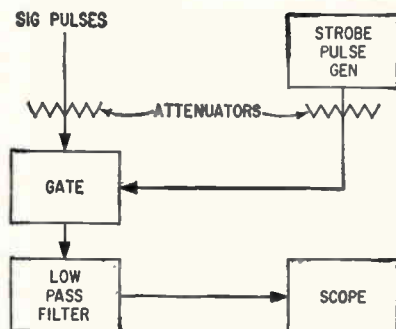 SIG PULSES
STROBE
PULSE
GEN
ATTENUATORS
GATE
LOW
PASS
FILTER
SCOPE